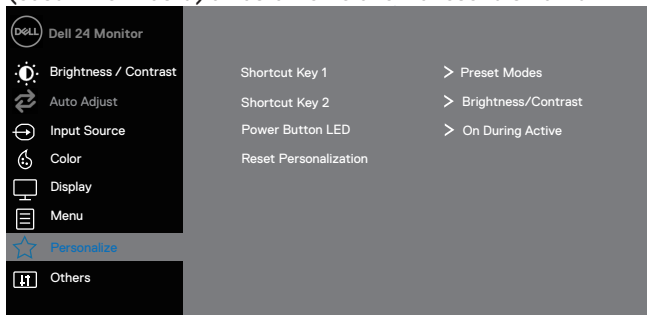 DELL Dell 24 Monitor
Brightness / Contrast
Auto Adjust
Input Source
Color
Display
Menu
Personalize
Others
Shortcut Key 1 > Preset Modes
Shortcut Key 2 > Brightness/Contrast
Power Button LED > On During Active
Reset Personalization